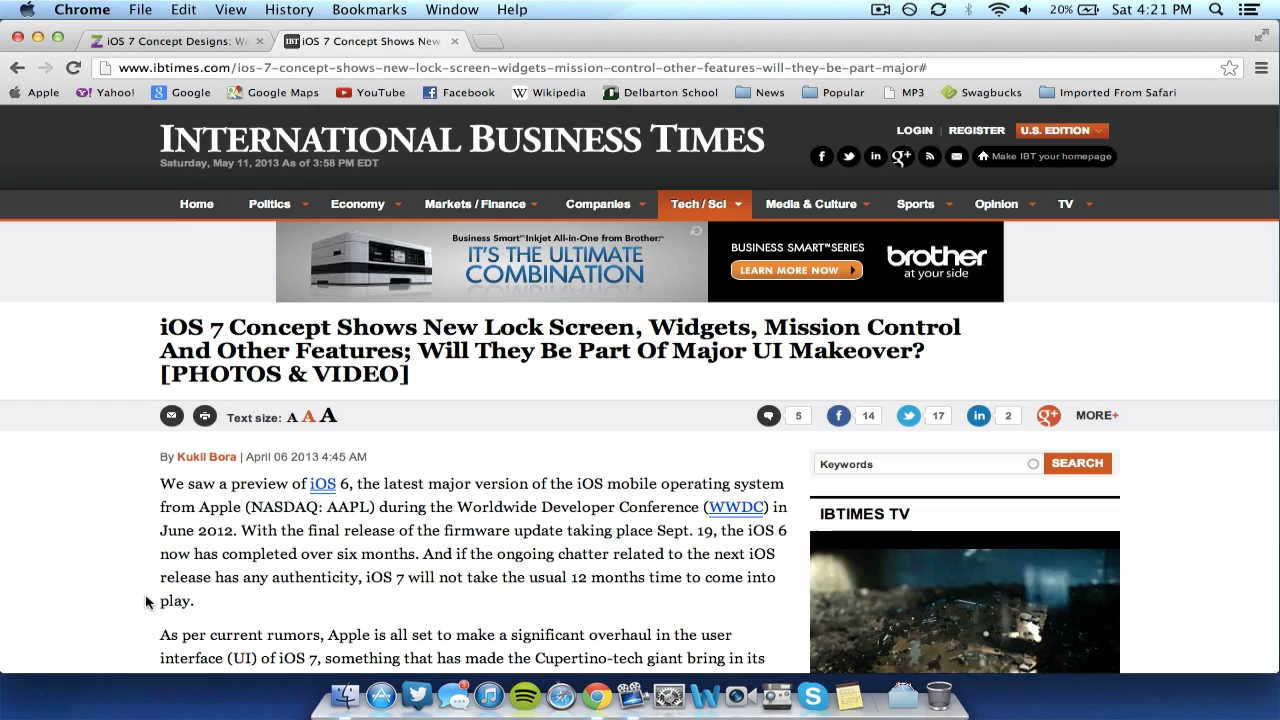 Chrome File Edit View History Bookmarks Window Help 20% Sat 4:21 PM
iOS 7 Concept Designs: We
IBT iOS 7 Concept Shows New
www.ibtimes.com/ios-7-concept-shows-new-lock-screen-widgets-mission-control-other-features-will-they-be-part-major#
Apple Yahoo! Google Google Maps YouTube Facebook Wikipedia Delbarton School News Popular MP3 Swagbucks Imported From Safari
INTERNATIONAL BUSINESS TIMES
Saturday, May 11, 2013 As of 3:58 PM EDT
LOGIN | REGISTER U.S. EDITION
Make IBT your homepage
Home Politics Economy Markets / Finance Companies Tech / Sci Media & Culture Sports Opinion TV
Business Smart™ Inkjet All-in-One from Brother:
IT'S THE ULTIMATE
COMBINATION
BUSINESS SMART™SERIES
LEARN MORE NOW
brother
at your side
iOS 7 Concept Shows New Lock Screen, Widgets, Mission Control
And Other Features; Will They Be Part Of Major UI Makeover?
[PHOTOS & VIDEO]
Text size: A A A
5 14 17 2 MORE+
By Kukil Bora | April 06 2013 4:45 AM
We saw a preview of iOS 6, the latest major version of the iOS mobile operating system
from Apple (NASDAQ: AAPL) during the Worldwide Developer Conference (WWDC) in
June 2012. With the final release of the firmware update taking place Sept. 19, the iOS 6
now has completed over six months. And if the ongoing chatter related to the next iOS
release has any authenticity, iOS 7 will not take the usual 12 months time to come into
play.
As per current rumors, Apple is all set to make a significant overhaul in the user
interface (UI) of iOS 7, something that has made the Cupertino-tech giant bring in its
Keywords SEARCH
IBTIMES TV